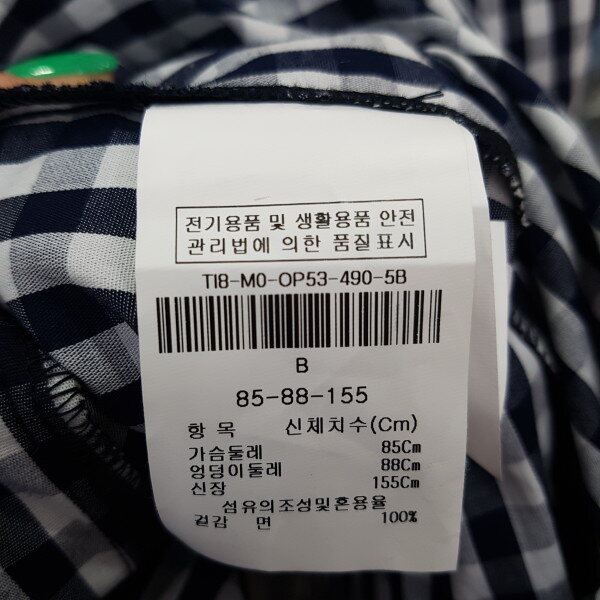 전기용품 및 생활용품 안전
관리법에 의한 품질표시
TI8-M0-OP53-490-5B
B
85-88-155
항 목 신체치수(Cm)
가슴둘레 85Cm
엉덩이둘레 88Cm
신장 155Cm
섬유의조성및혼용율
겉감 면 100%